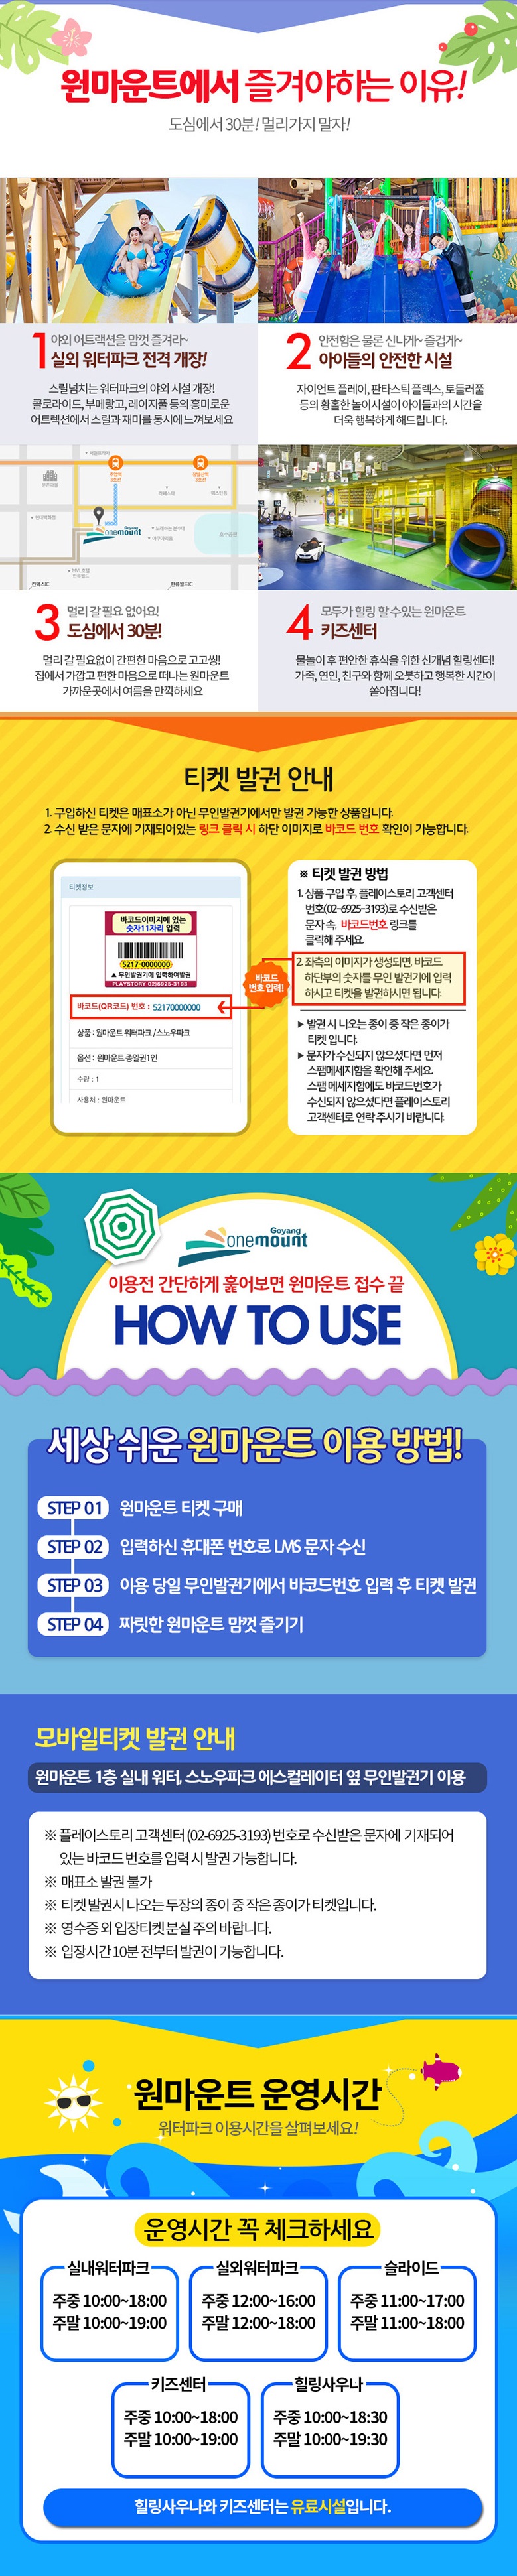 원마운트에서 즐겨야하는 이유!
도심에서 30분! 멀리가지 말자!
1 야외 어트랙션을 맘껏 즐겨라~
실외 워터파크 전격 개장!
스릴넘치는 워터파크의 야외 시설 개장!
콜로라이드, 부메랑고, 레이지풀 등의 흥미로운
어트렉션에서 스릴과 재미를 동시에 느껴보세요
2 안전함은 물론 신나게~ 즐겁게~
아이들의 안전한 시설
자이언트 플레이, 판타스틱 플렉스, 토들러풀
등의 황홀한 놀이시설이 아이들과의 시간을
더욱 행복하게 해드립니다.
Goyang
onemount
호수공원
킨텍스IC
한류월드IC
3 멀리 갈 필요 없어요!
도심에서 30분!
멀리 갈 필요없이 간편한 마음으로 고고씽!
집에서 가깝고 편한 마음으로 떠나는 원마운트
가까운곳에서 여름을 만끽하세요
4 모두가 힐링 할 수있는 원마운트
키즈센터
물놀이 후 편안한 휴식을 위한 신개념 힐링센터!
가족, 연인, 친구와 함께 오붓하고 행복한 시간이
쏟아집니다!
티켓 발권 안내
1. 구입하신 티켓은 매표소가 아닌 무인발권기에서만 발권 가능한 상품입니다.
2. 수신 받은 문자에 기재되어있는 링크 클릭 시 하단 이미지로 바코드 번호 확인이 가능합니다.
티켓정보
바코드이미지에 있는
숫자11자리 입력
5217-0000000
▲ 무인발권기에 입력하여발권
PLAYSTORY 02)6925-3193
바코드(QR코드) 번호 : 52170000000
상품 : 원마운트 워터파크 /스노우파크
옵션 : 원마운트 종일권1인
수량 : 1
사용처 : 원마운트
바코드
번호 입력!
※ 티켓 발권 방법
1. 상품 구입 후, 플레이스토리 고객센터
번호(02-6925-3193)로 수신받은
문자 속, 바코드번호 링크를
클릭해 주세요.
2. 좌측의 이미지가 생성되면, 바코드
하단부의 숫자를 무인 발권기에 입력
하시고 티켓을 발권하시면 됩니다.
▶ 발권 시 나오는 종이 중 작은 종이가
티켓 입니다.
▶ 문자가 수신되지 않으셨다면 먼저
스팸메세지함을 확인해 주세요.
스팸 메세지함에도 바코드번호가
수신되지 않으셨다면 플레이스토리
고객센터로 연락 주시기 바랍니다.
Goyang
onemount
이용전 간단하게 훑어보면 원마운트 접수 끝
HOW TO USE
세상 쉬운 원마운트 이용 방법!
STEP 01 원마운트 티켓 구매
STEP 02 입력하신 휴대폰 번호로 LMS 문자 수신
STEP 03 이용 당일 무인발권기에서 바코드번호 입력 후 티켓 발권
STEP 04 짜릿한 원마운트 맘껏 즐기기
모바일티켓 발권 안내
원마운트 1층 실내 워터, 스노우파크 에스컬레이터 옆 무인발권기 이용
※ 플레이스토리 고객센터 (02-6925-3193) 번호로 수신받은 문자에 기재되어
있는 바코드 번호를 입력 시 발권 가능합니다.
※ 매표소 발권 불가
※ 티켓 발권시 나오는 두장의 종이 중 작은 종이가 티켓입니다.
※ 영수증 외 입장티켓 분실 주의 바랍니다.
※ 입장시간 10분 전부터 발권이 가능합니다.
원마운트 운영시간
워터파크 이용시간을 살펴보세요!
운영시간 꼭 체크하세요
실내워터파크
주중 10:00~18:00
주말 10:00~19:00
실외워터파크
주중 12:00~16:00
주말 12:00~18:00
슬라이드
주중 11:00~17:00
주말 11:00~18:00
키즈센터
주중 10:00~18:00
주말 10:00~19:00
힐링사우나
주중 10:00~18:30
주말 10:00~19:30
힐링사우나와 키즈센터는 유료시설입니다.